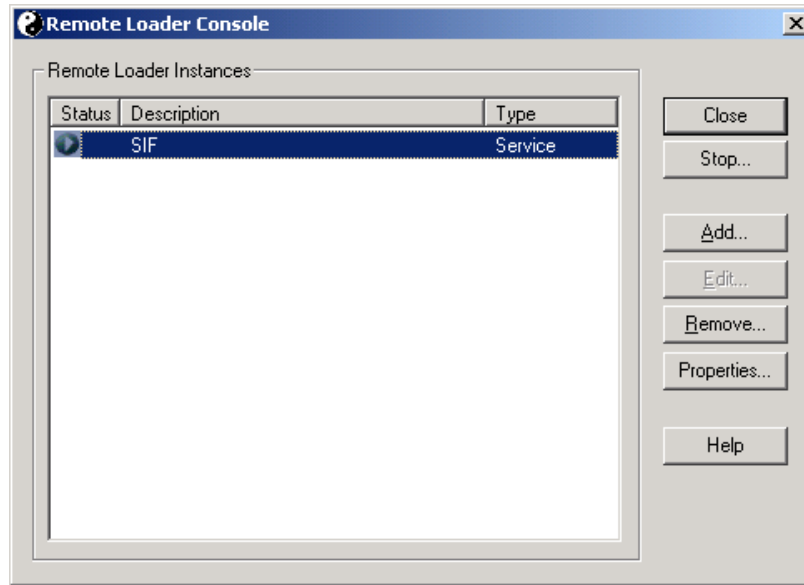 Remote Loader Console
Remote Loader Instances
Status Description Type
SIF Service
Close
Stop...
Add...
Edit...
Remove...
Properties...
Help